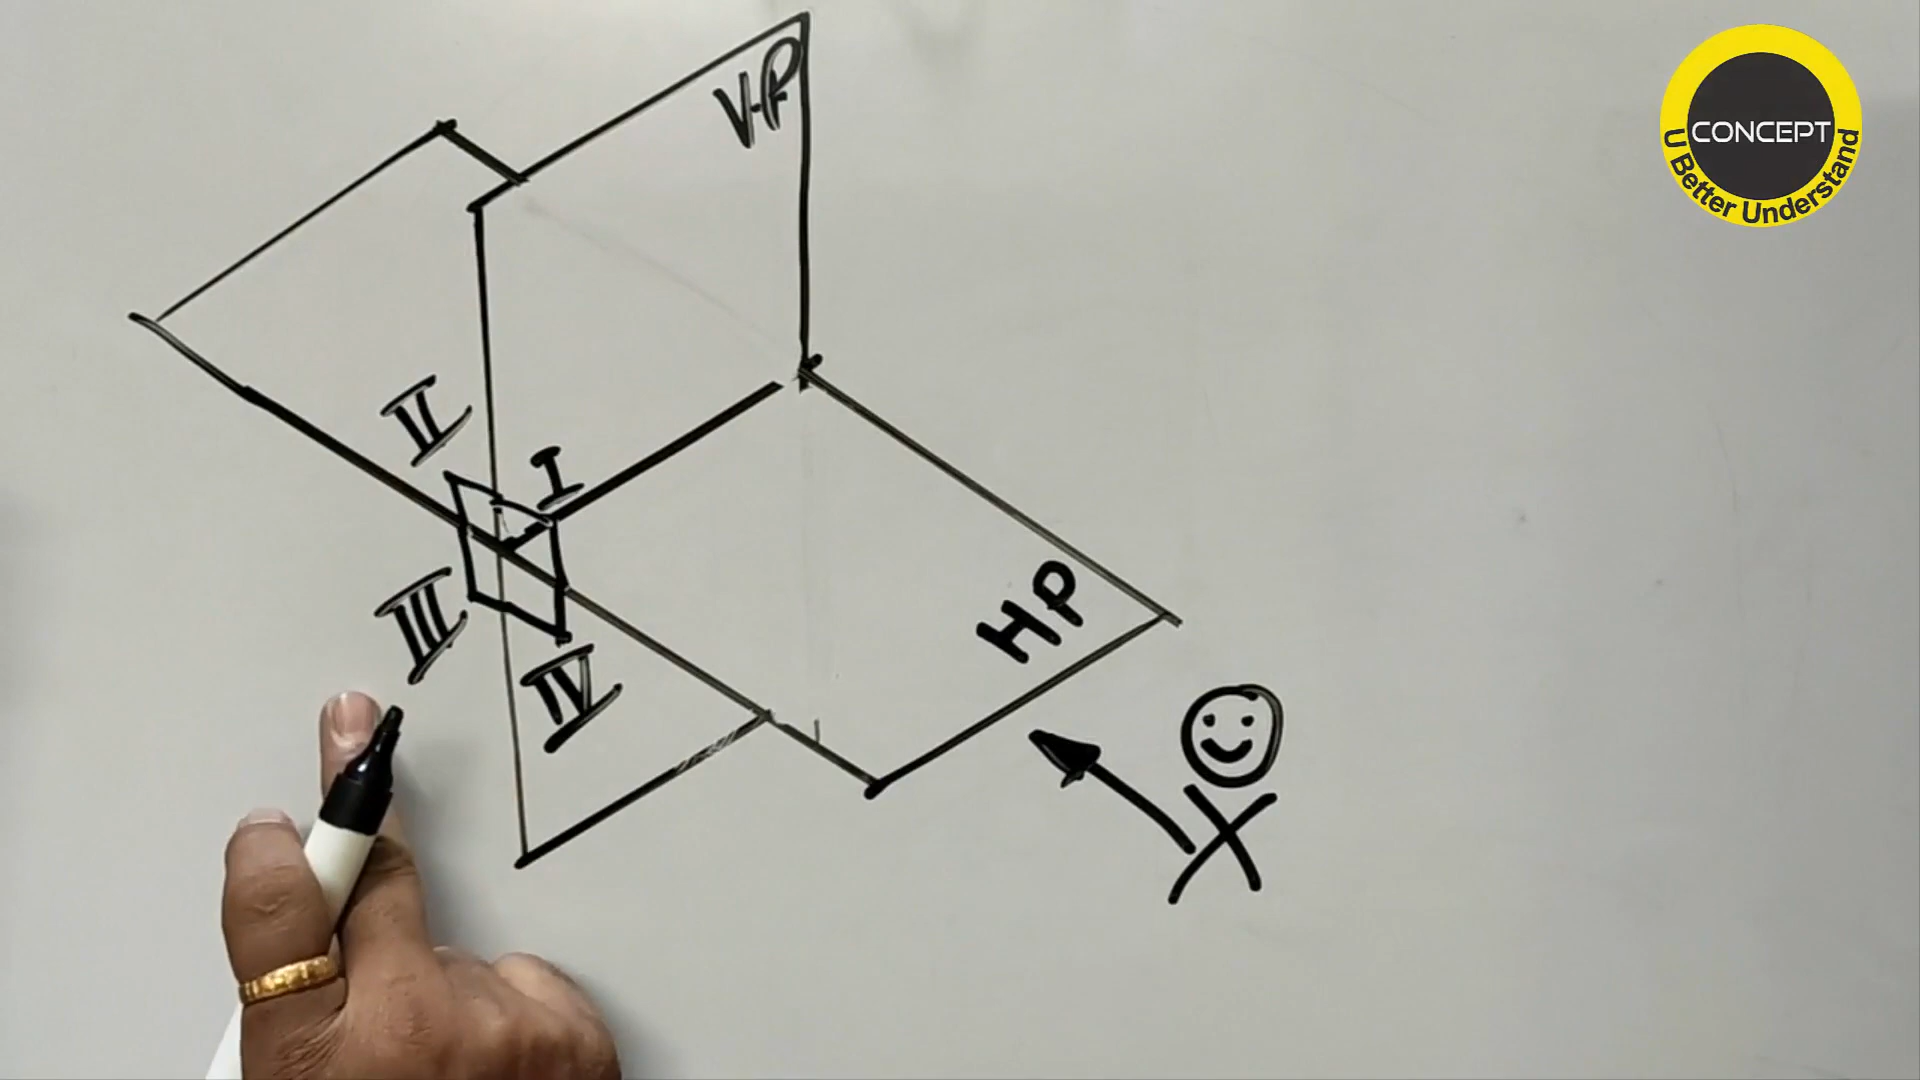 V.P
CONCEPT
U Better Understand
II
I
III
HP
IV